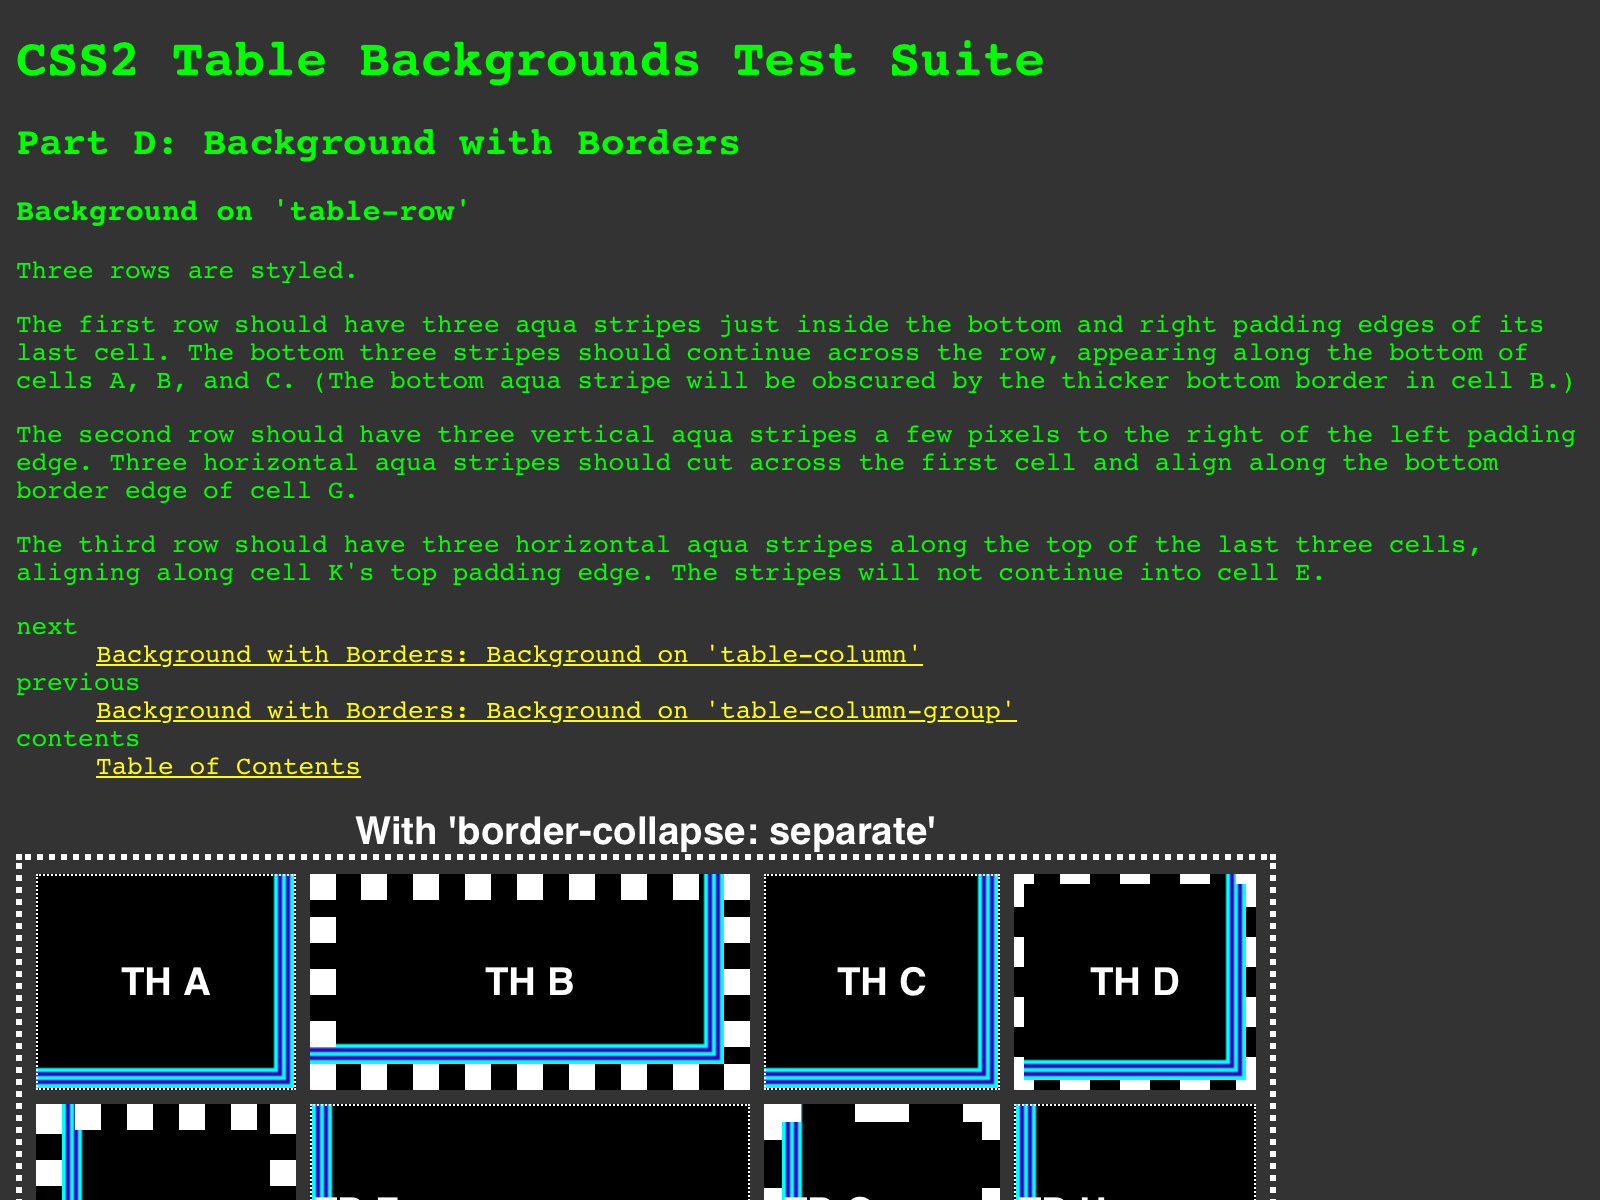 CSS2 Table Backgrounds Test Suite
Part D: Background with Borders
Background on 'table-row'
Three rows are styled.
The first row should have three aqua stripes just inside the bottom and right padding edges of its
last cell. The bottom three stripes should continue across the row, appearing along the bottom of
cells A, B, and C. (The bottom aqua stripe will be obscured by the thicker bottom border in cell B.)
The second row should have three vertical aqua stripes a few pixels to the right of the left padding
edge. Three horizontal aqua stripes should cut across the first cell and align along the bottom
border edge of cell G.
The third row should have three horizontal aqua stripes along the top of the last three cells,
aligning along cell K's top padding edge. The stripes will not continue into cell E.
next
Background with Borders: Background on 'table-column'
previous
Background with Borders: Background on 'table-column-group'
contents
Table of Contents
With 'border-collapse: separate'
TH A TH B TH C TH D